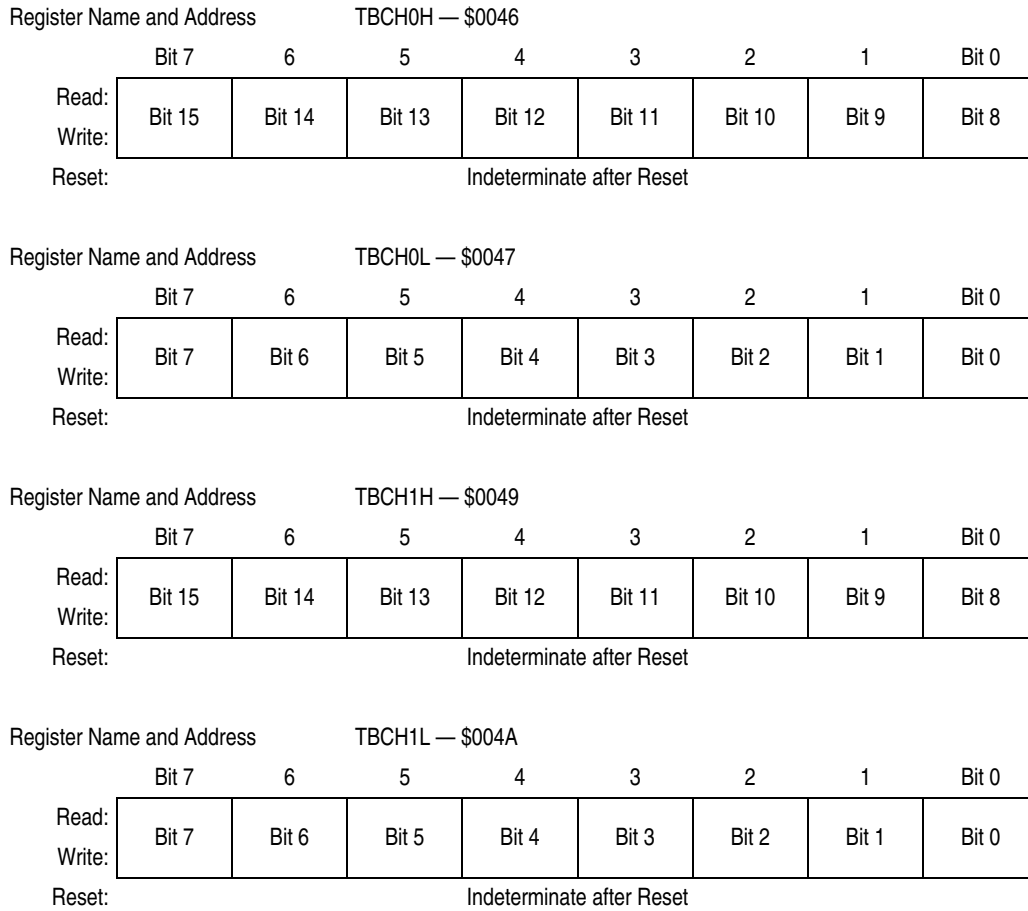 Register Name and Address TBCH0H — $0046
Bit 7 6 5 4 3 2 1 Bit 0
Read:
Bit 15 Bit 14 Bit 13 Bit 12 Bit 11 Bit 10 Bit 9 Bit 8
Write:
Reset: Indeterminate after Reset
Register Name and Address TBCH0L — $0047
Bit 7 6 5 4 3 2 1 Bit 0
Read:
Bit 7 Bit 6 Bit 5 Bit 4 Bit 3 Bit 2 Bit 1 Bit 0
Write:
Reset: Indeterminate after Reset
Register Name and Address TBCH1H — $0049
Bit 7 6 5 4 3 2 1 Bit 0
Read:
Bit 15 Bit 14 Bit 13 Bit 12 Bit 11 Bit 10 Bit 9 Bit 8
Write:
Reset: Indeterminate after Reset
Register Name and Address TBCH1L — $004A
Bit 7 6 5 4 3 2 1 Bit 0
Read:
Bit 7 Bit 6 Bit 5 Bit 4 Bit 3 Bit 2 Bit 1 Bit 0
Write:
Reset: Indeterminate after Reset